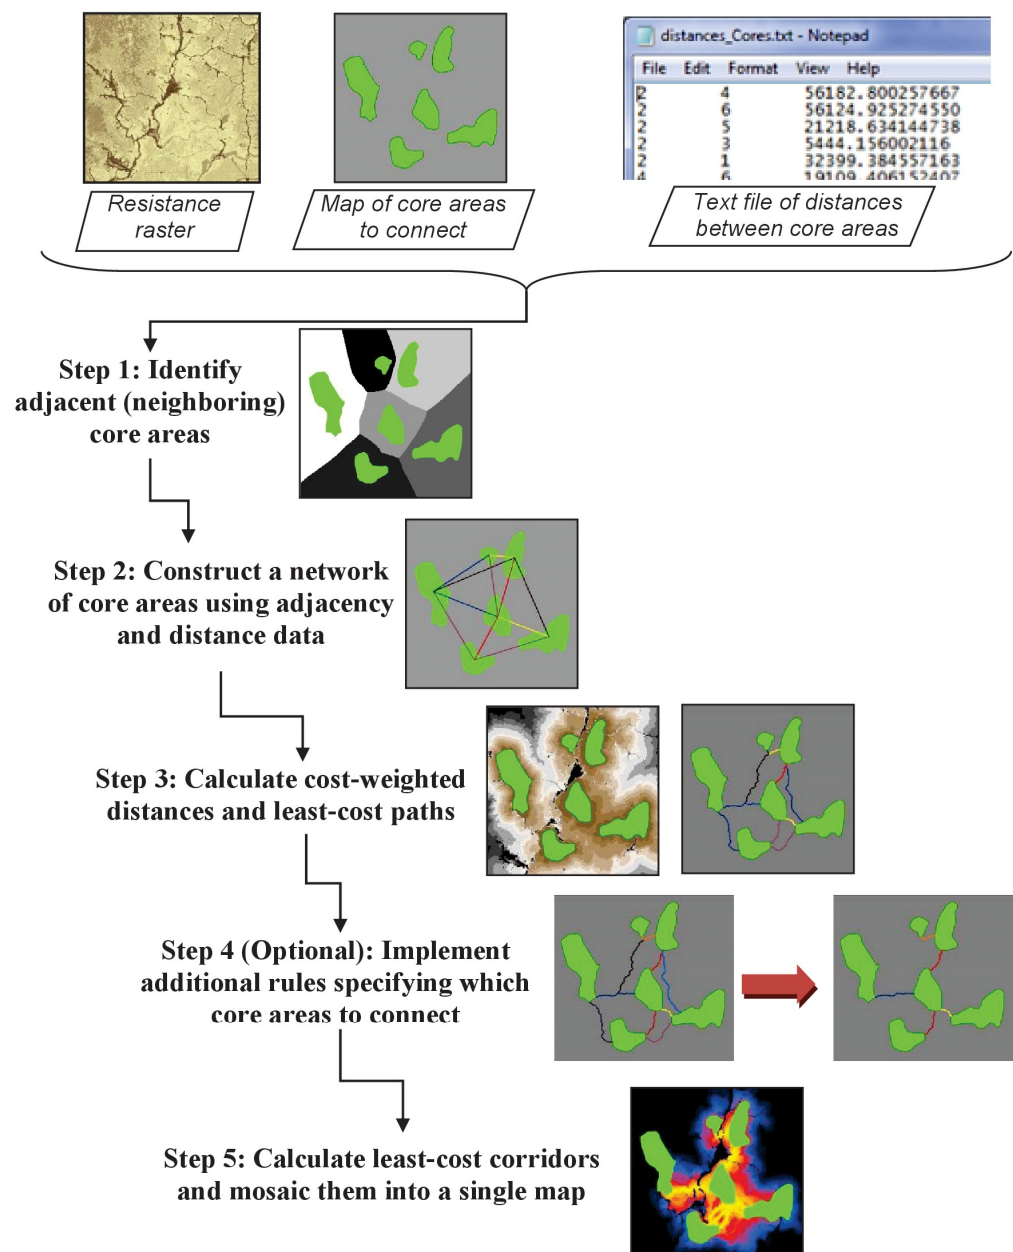 distances_Cores.txt - Notepad
File Edit Format View Help
2 4 56182.800257667
2 6 56124.925274550
2 5 21218.634144738
2 3 5444.156002116
2 1 32399.384557163
4 6 19109.406152407
Resistance
raster
Map of core areas
to connect
Text file of distances
between core areas
Step 1: Identify
adjacent (neighboring)
core areas
Step 2: Construct a network
of core areas using adjacency
and distance data
Step 3: Calculate cost-weighted
distances and least-cost paths
Step 4 (Optional): Implement
additional rules specifying which
core areas to connect
Step 5: Calculate least-cost corridors
and mosaic them into a single map